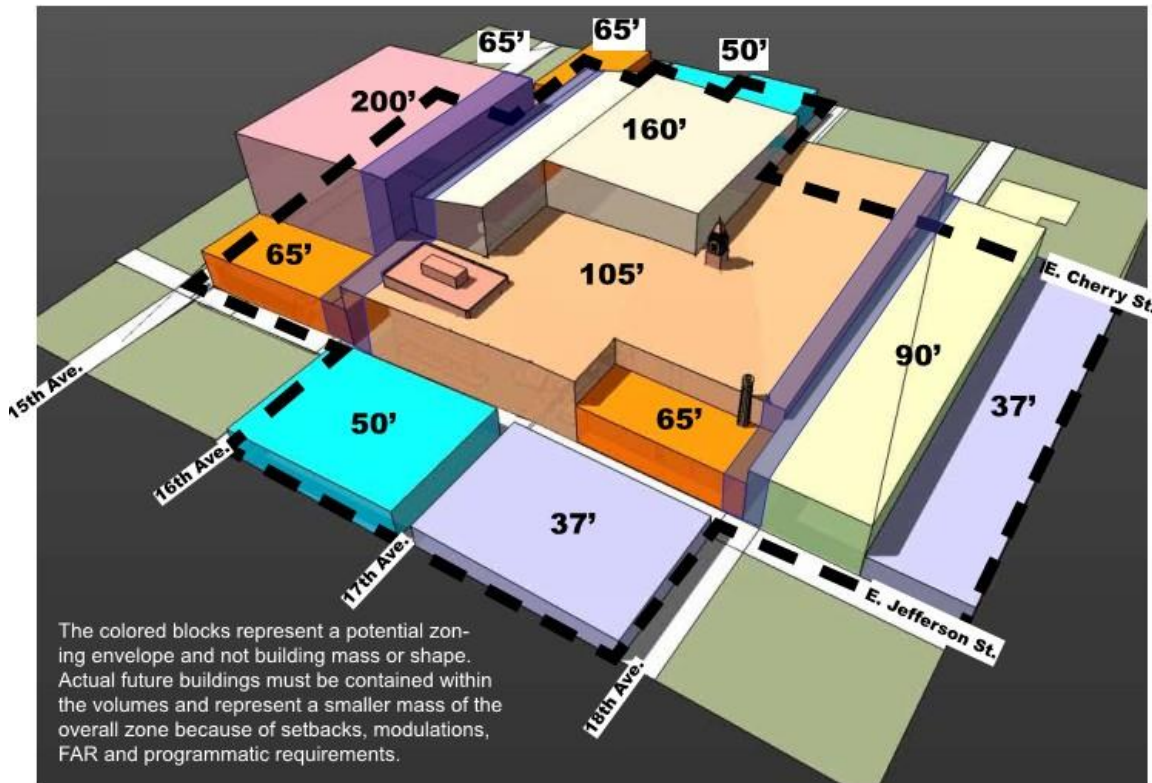 65’
65’
50’
200’
160’
65’
105’
E. Cherry St.
90’
37’
65’
50’
37’
15th Ave.
16th Ave.
17th Ave.
18th Ave.
E. Jefferson St.
The colored blocks represent a potential zon-
ing envelope and not building mass or shape.
Actual future buildings must be contained within
the volumes and represent a smaller mass of the
overall zone because of setbacks, modulations,
FAR and programmatic requirements.